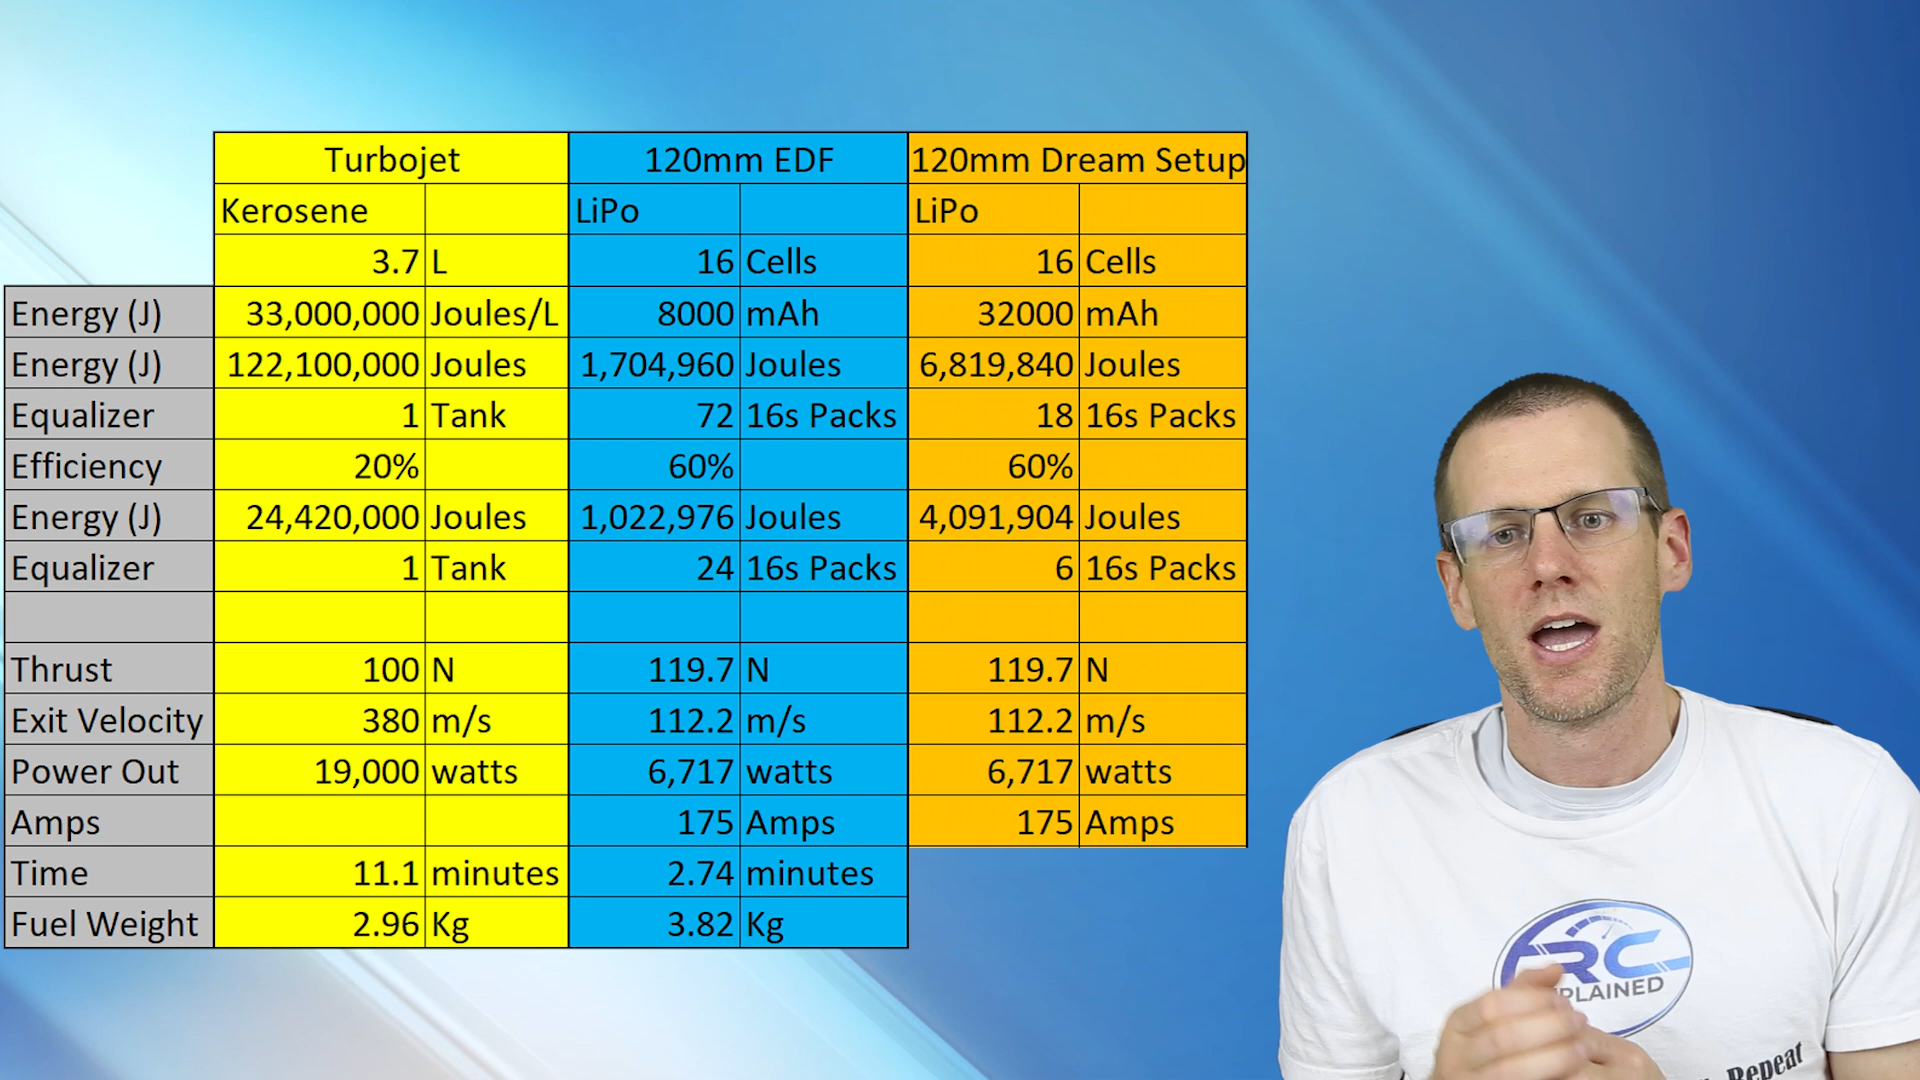 Turbojet 120mm EDF 120mm Dream Setup
Kerosene LiPo LiPo
3.7 L 16 Cells 16 Cells
Energy (J) 33,000,000 Joules/L 8000 mAh 32000 mAh
Energy (J) 122,100,000 Joules 1,704,960 Joules 6,819,840 Joules
Equalizer 1 Tank 72 16s Packs 18 16s Packs
Efficiency 20% 60% 60%
Energy (J) 24,420,000 Joules 1,022,976 Joules 4,091,904 Joules
Equalizer 1 Tank 24 16s Packs 6 16s Packs
Thrust 100 N 119.7 N 119.7 N
Exit Velocity 380 m/s 112.2 m/s 112.2 m/s
Power Out 19,000 watts 6,717 watts 6,717 watts
Amps 175 Amps 175 Amps
Time 11.1 minutes 2.74 minutes
Fuel Weight 2.96 Kg 3.82 Kg
RC
PLAINED
Repeat